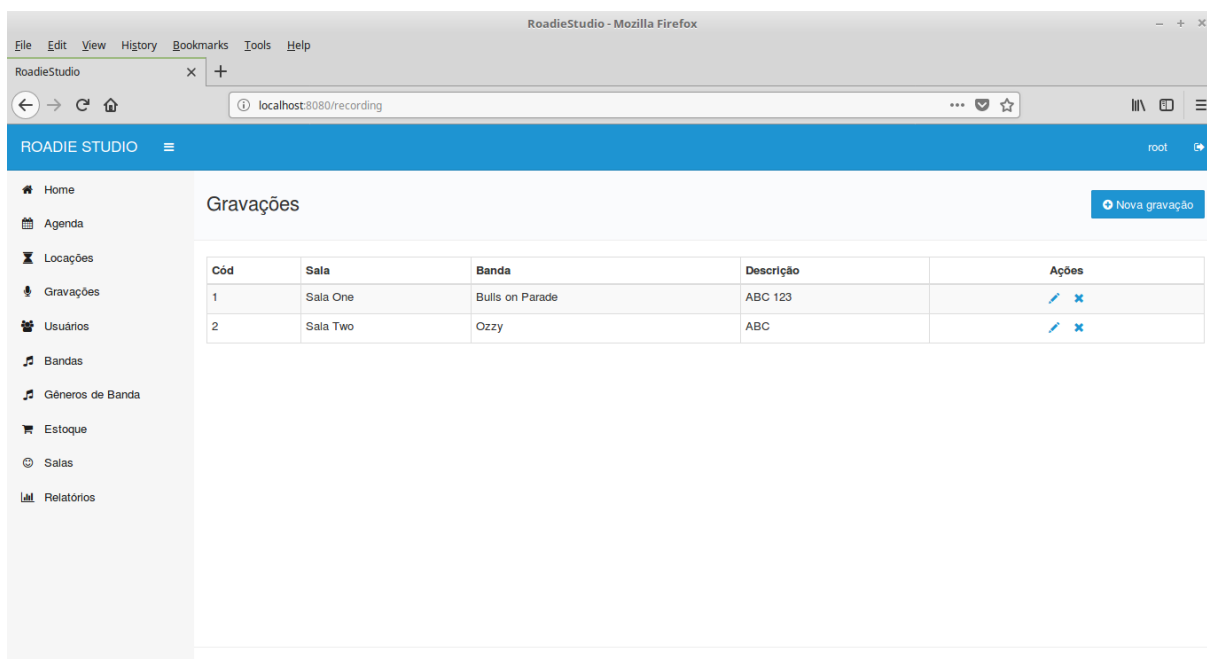 RoadieStudio - Mozilla Firefox
File Edit View History Bookmarks Tools Help
RoadieStudio
localhost:8080/recording
ROADIE STUDIO root
Home
Agenda
Locações
Gravações
Usuários
Bandas
Gêneros de Banda
Estoque
Salas
Relatórios
Gravações
Nova gravação
Cód Sala Banda Descrição Ações
1 Sala One Bulls on Parade ABC 123
2 Sala Two Ozzy ABC